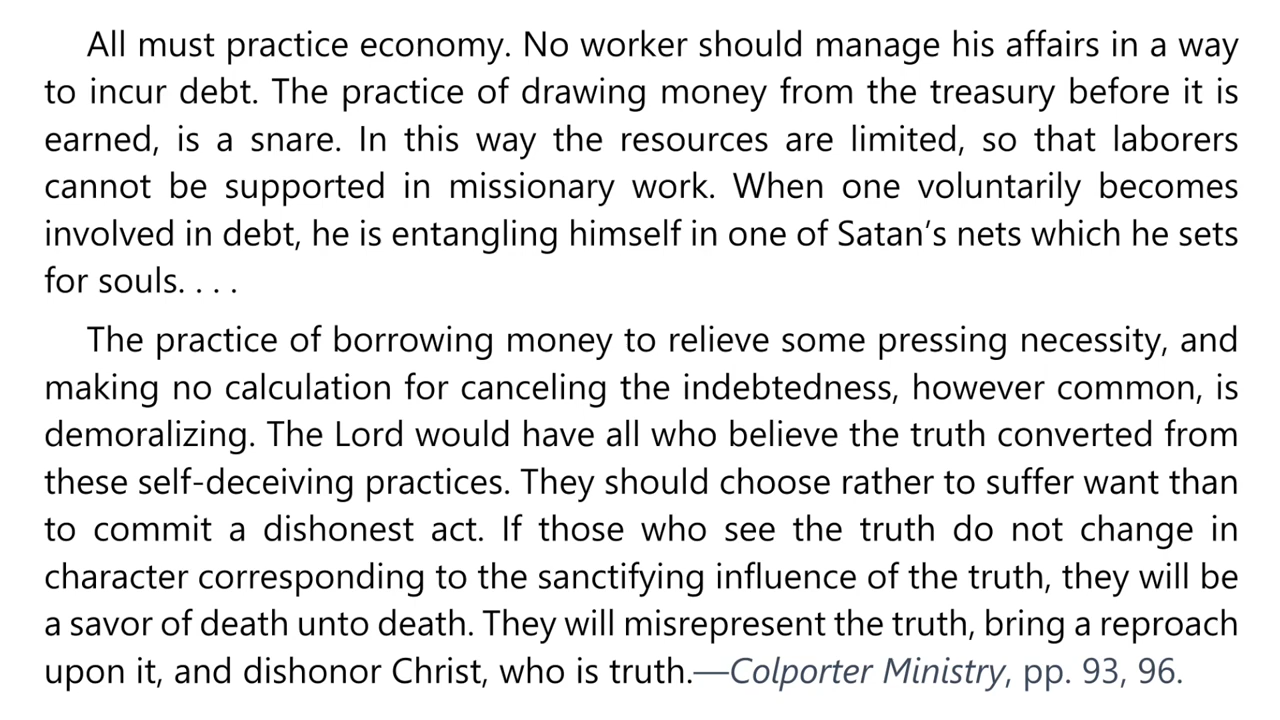 All must practice economy. No worker should manage his affairs in a way
to incur debt. The practice of drawing money from the treasury before it is
earned, is a snare. In this way the resources are limited, so that laborers
cannot be supported in missionary work. When one voluntarily becomes
involved in debt, he is entangling himself in one of Satan’s nets which he sets
for souls. . . .
The practice of borrowing money to relieve some pressing necessity, and
making no calculation for canceling the indebtedness, however common, is
demoralizing. The Lord would have all who believe the truth converted from
these self-deceiving practices. They should choose rather to suffer want than
to commit a dishonest act. If those who see the truth do not change in
character corresponding to the sanctifying influence of the truth, they will be
a savor of death unto death. They will misrepresent the truth, bring a reproach
upon it, and dishonor Christ, who is truth.—Colporter Ministry, pp. 93, 96.